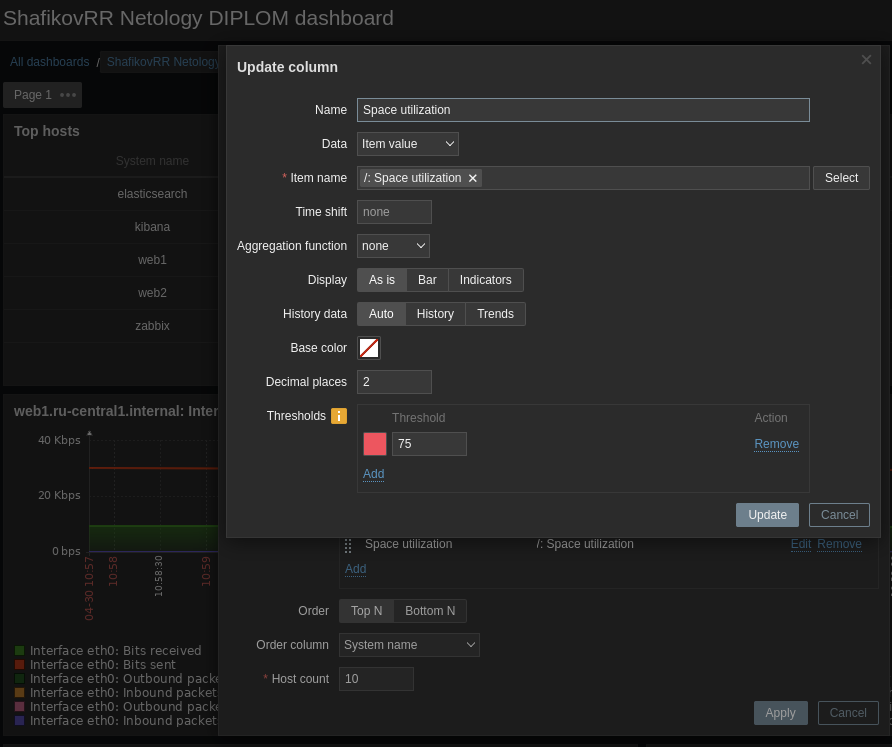 ShafikovRR Netology DIPLOM dashboard
All dashboards / ShafikovRR Netology
Page 1
Top hosts
System name
elasticsearch
kibana
web1
web2
zabbix
web1.ru-central1.internal: Inter
40 Kbps
20 Kbps
0 bps
04-30 10:57
10:58
10:58:30
10:59
Interface eth0: Bits received
Interface eth0: Bits sent
Interface eth0: Outbound packe
Interface eth0: Inbound packet
Interface eth0: Outbound packe
Interface eth0: Inbound packet
Update column
Name Space utilization
Data Item value
* Item name /: Space utilization Select
Time shift none
Aggregation function none
Display As is Bar Indicators
History data Auto History Trends
Base color
Decimal places 2
Thresholds Threshold Action
75 Remove
Add
Update Cancel
Space utilization /: Space utilization Edit Remove
Add
Order Top N Bottom N
Order column System name
* Host count 10
Apply Cancel